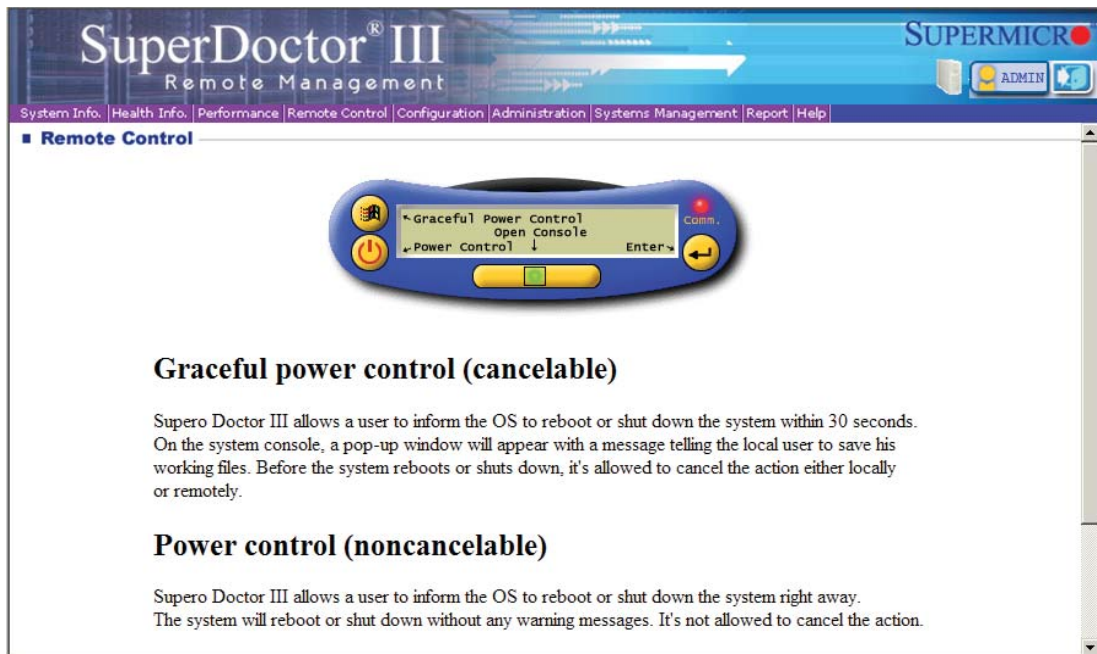 SuperDoctor® III
Remote Management
SUPERMICR
ADMIN
System Info. | Health Info. | Performance | Remote Control | Configuration | Administration | Systems Management | Report | Help
Remote Control
Graceful Power Control
Open Console
Power Control ↓ Enter
Comm.
Graceful power control (cancelable)
Supero Doctor III allows a user to inform the OS to reboot or shut down the system within 30 seconds.
On the system console, a pop-up window will appear with a message telling the local user to save his
working files. Before the system reboots or shuts down, it's allowed to cancel the action either locally
or remotely.
Power control (noncancelable)
Supero Doctor III allows a user to inform the OS to reboot or shut down the system right away.
The system will reboot or shut down without any warning messages. It's not allowed to cancel the action.